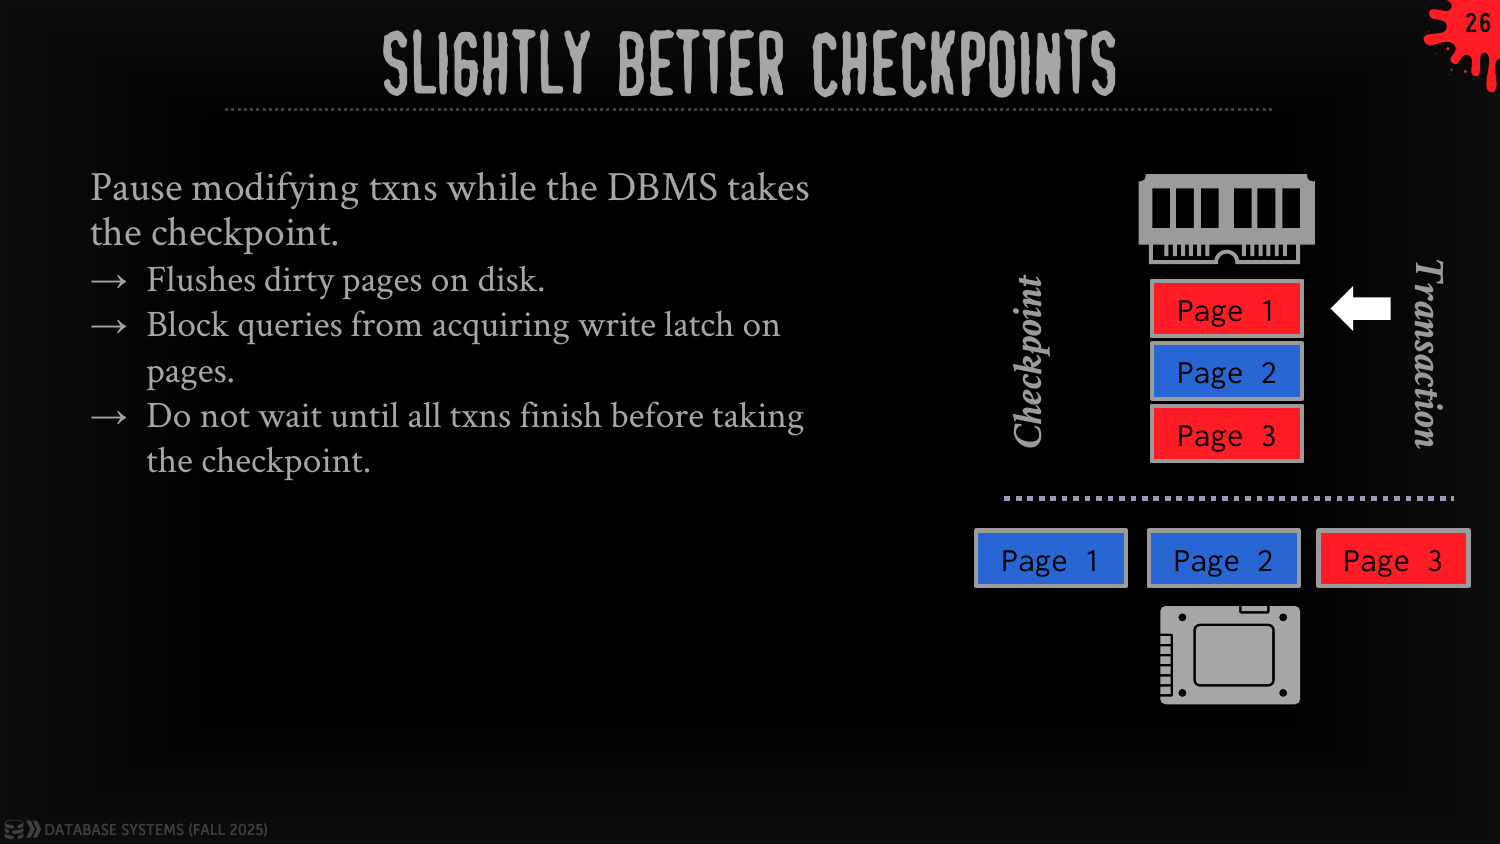 26
SLIGHTLY BETTER CHECKPOINTS
Pause modifying txns while the DBMS takes
the checkpoint.
→ Flushes dirty pages on disk.
→ Block queries from acquiring write latch on
pages.
→ Do not wait until all txns finish before taking
the checkpoint.
Checkpoint
Page 1
Page 2
Page 3
Transaction
Page 1
Page 2
Page 3
DATABASE SYSTEMS (FALL 2025)